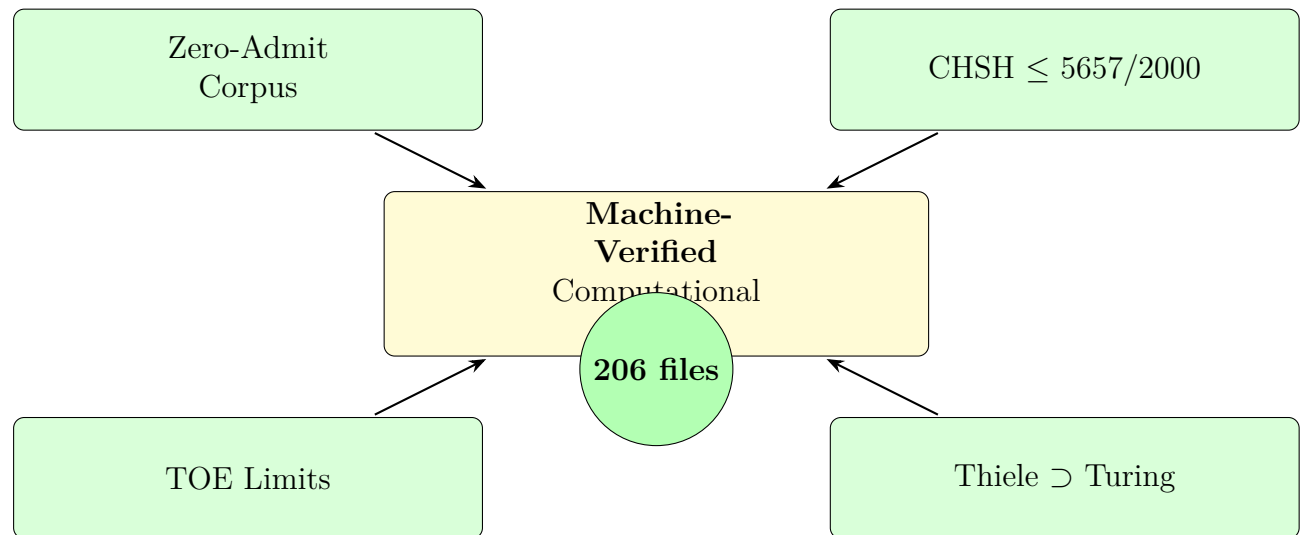 Zero-Admit
Corpus
CHSH ≤ 5657/2000
Machine-
Verified
Computational
206 files
TOE Limits
Thiele ⊃ Turing